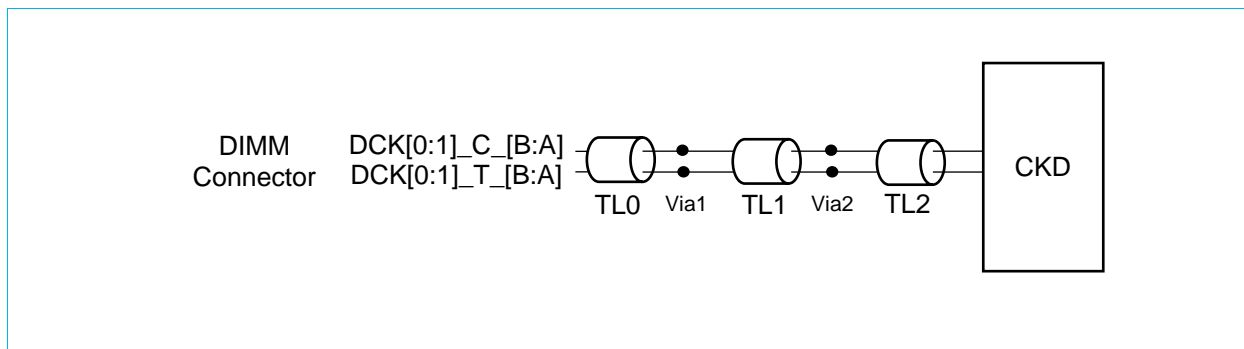 DIMM
Connector
DCK[0:1]_C_[B:A]
DCK[0:1]_T_[B:A]
TL0
Via1
TL1
Via2
TL2
CKD